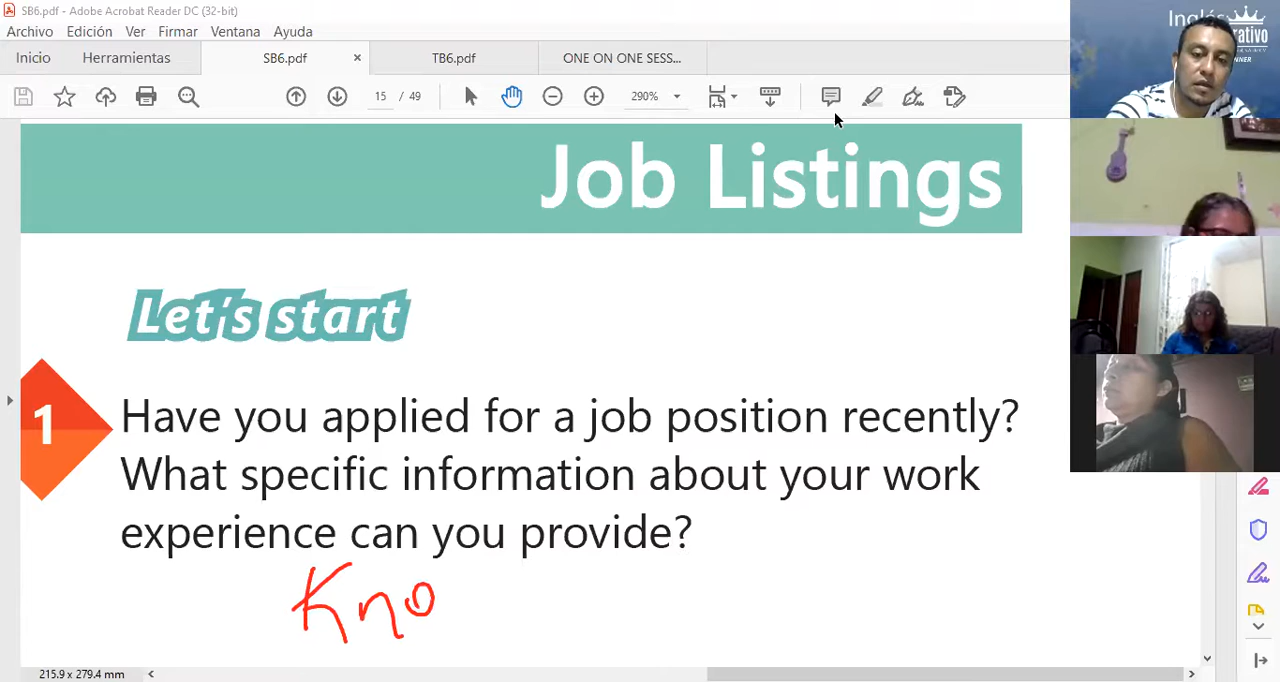 SB6.pdf - Adobe Acrobat Reader DC (32-bit)
Archivo Edición Ver Firmar Ventana Ayuda
Inicio Herramientas SB6.pdf × TB6.pdf ONE ON ONE SESS...
15 / 49 290%
Job Listings
Let's start
1
Have you applied for a job position recently?
What specific information about your work
experience can you provide?
Kno
215.9 x 279.4 mm
Inglés